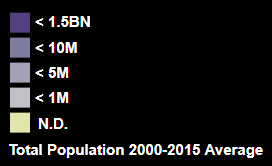 < 1.5BN
< 10M
< 5M
< 1M
N.D.
Total Population 2000-2015 Average